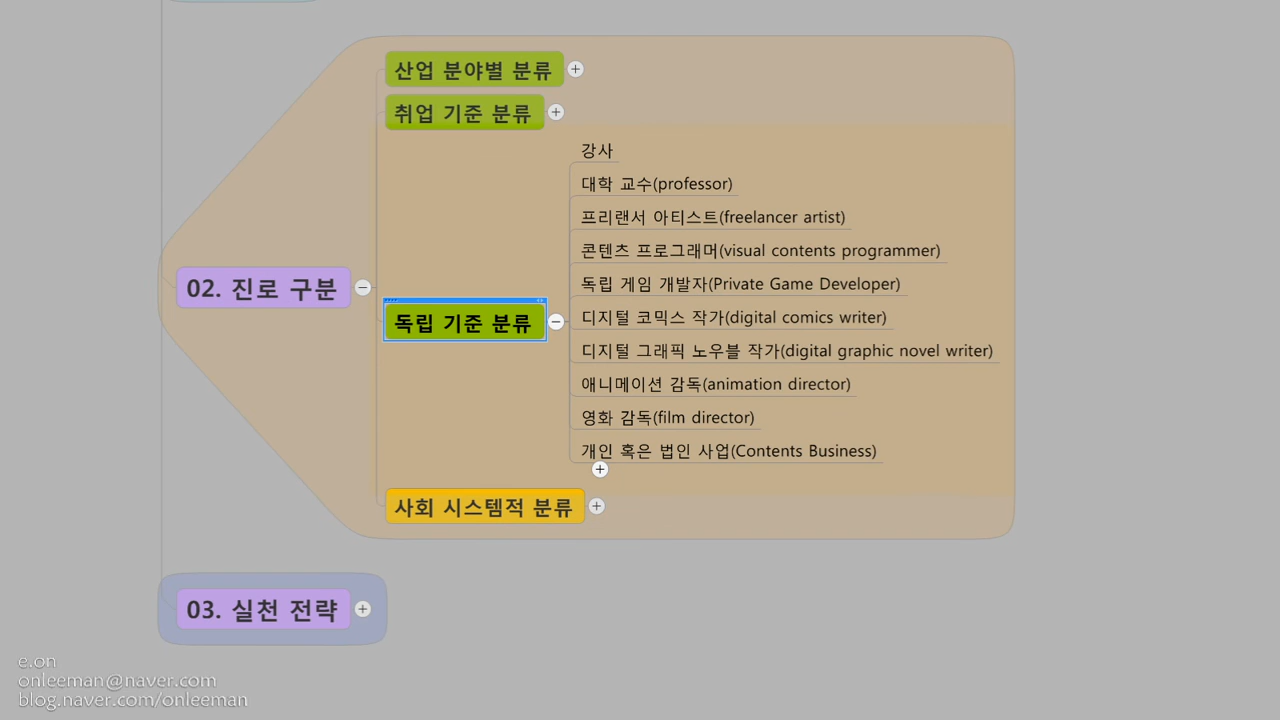 산업 분야별 분류
취업 기준 분류
강사
대학 교수(professor)
프리랜서 아티스트(freelancer artist)
콘텐츠 프로그래머(visual contents programmer)
02. 진로 구분
독립 게임 개발자(Private Game Developer)
독립 기준 분류
디지털 코믹스 작가(digital comics writer)
디지털 그래픽 노우블 작가(digital graphic novel writer)
애니메이션 감독(animation director)
영화 감독(film director)
개인 혹은 법인 사업(Contents Business)
사회 시스템적 분류
03. 실천 전략
e.on
onleeman@naver.com
blog.naver.com/onleeman